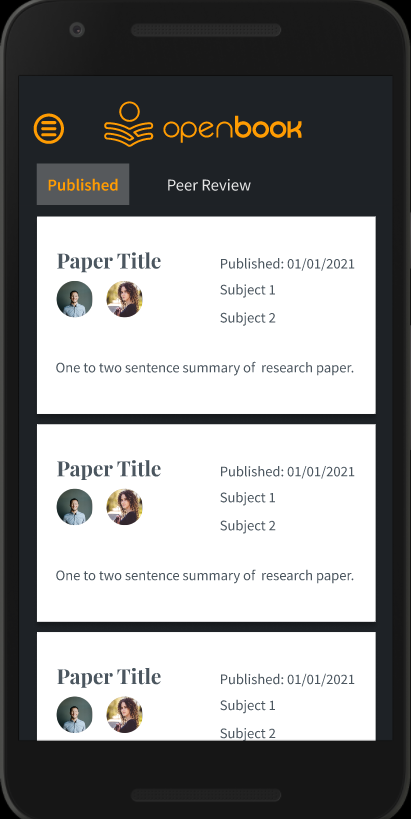 openbook
Published Peer Review
Paper Title
Published: 01/01/2021
Subject 1
Subject 2
One to two sentence summary of research paper.
Paper Title
Published: 01/01/2021
Subject 1
Subject 2
One to two sentence summary of research paper.
Paper Title
Published: 01/01/2021
Subject 1
Subject 2